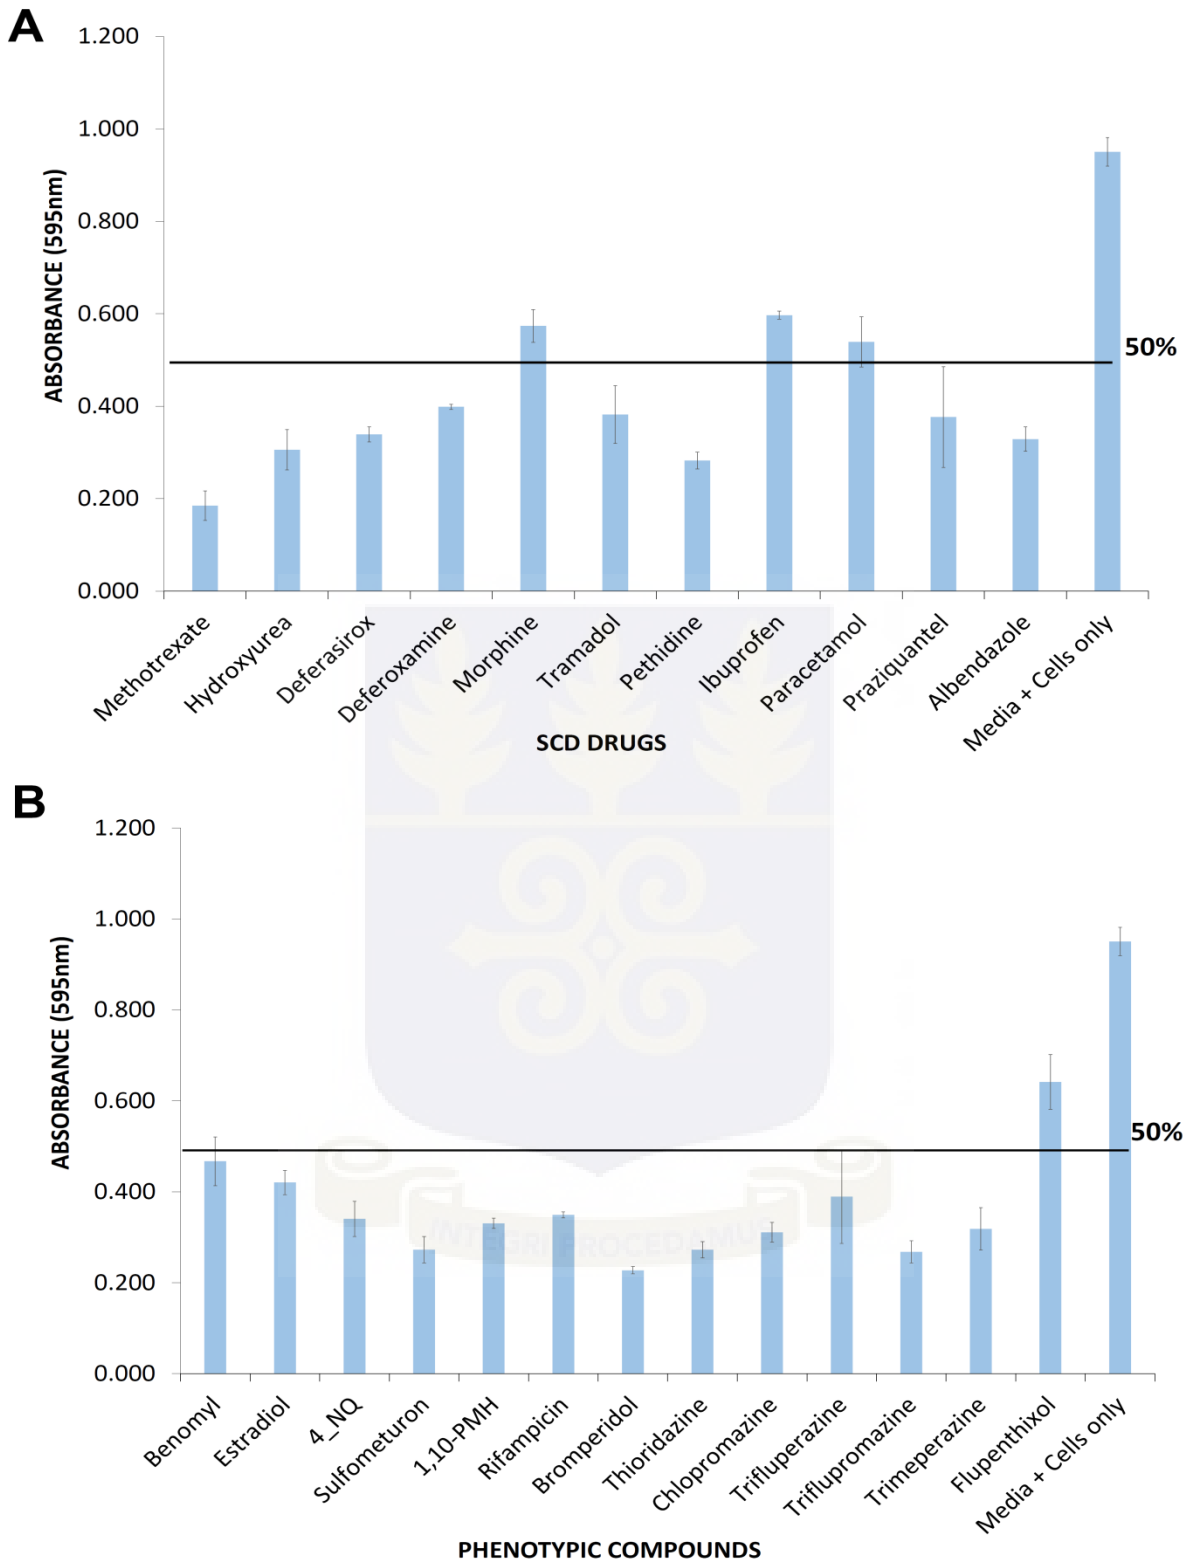 A
1.200
1.000
0.800
0.600
0.400
0.200
0.000
ABSORBANCE (595nm)
50%
Methotrexate
Hydroxyurea
Deferasirox
Deferoxamine
Morphine
Tramadol
Pethidine
Ibuprofen
Paracetamol
Praziquantel
Albendazole
Media + Cells only
SCD DRUGS
B
1.200
1.000
0.800
0.600
0.400
0.200
0.000
ABSORBANCE (595nm)
50%
INTEGRI PROCEDAMUS
Benomyl
Estradiol
4_NQ
Sulfometuron
1,10-PMH
Rifampicin
Bromperidol
Thioridazine
Chlopromazine
Trifluperazine
Triflupromazine
Trimeperazine
Flupenthixol
Media + Cells only
PHENOTYPIC COMPOUNDS